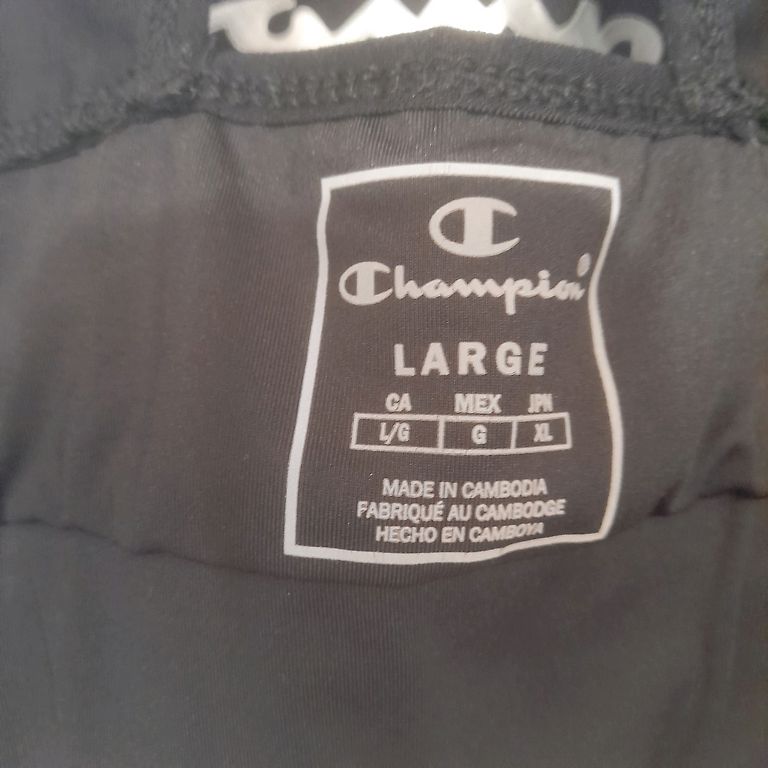 Champion
LARGE
CA MEX JPN
L/G G XL
MADE IN CAMBODIA
FABRIQUÉ AU CAMBODGE
HECHO EN CAMBOYA